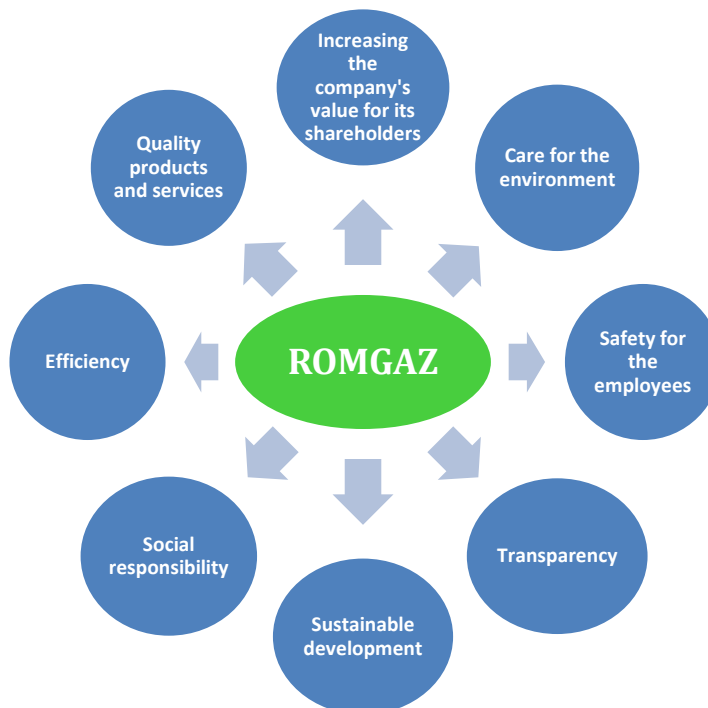 Increasing
the
company's
value for its
shareholders
Quality
products
and services
Care for the
environment
Efficiency
ROMGAZ
Safety for
the
employees
Social
responsibility
Transparency
Sustainable
development